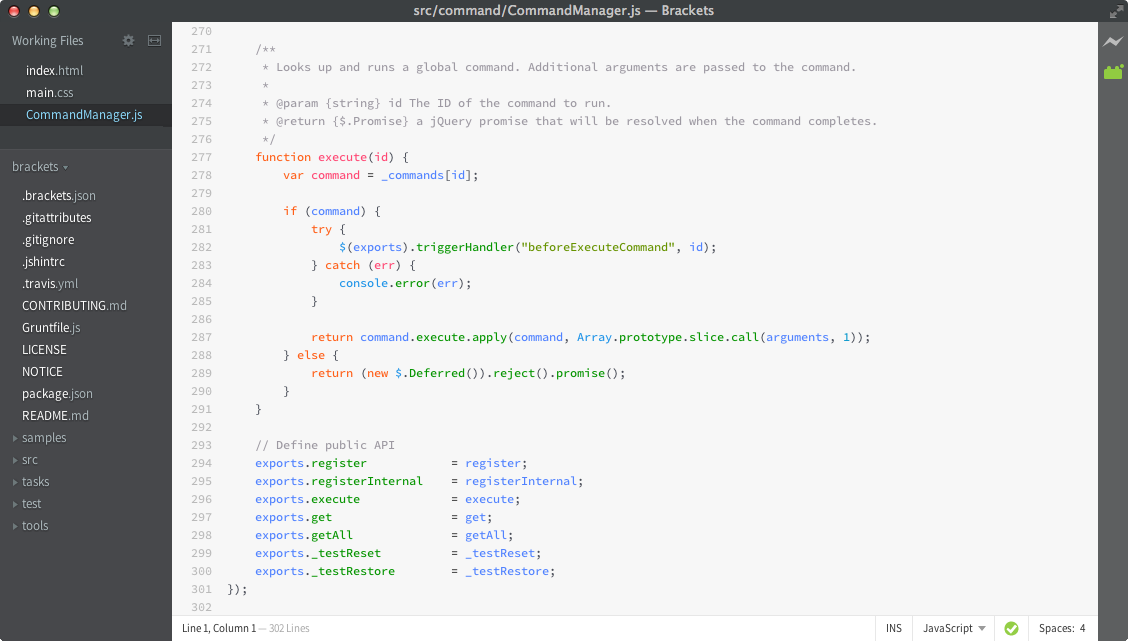 src/command/CommandManager.js — Brackets
Working Files
index.html
main.css
CommandManager.js
brackets
.brackets.json
.gitattributes
.gitignore
.jshintrc
.travis.yml
CONTRIBUTING.md
Gruntfile.js
LICENSE
NOTICE
package.json
README.md
samples
src
tasks
test
tools
270
271     /**
272      * Looks up and runs a global command. Additional arguments are passed to the command.
273      *
274      * @param {string} id The ID of the command to run.
275      * @return {$.Promise} a jQuery promise that will be resolved when the command completes.
276      */
277     function execute(id) {
278         var command = _commands[id];
279
280         if (command) {
281             try {
282                 $(exports).triggerHandler("beforeExecuteCommand", id);
283             } catch (err) {
284                 console.error(err);
285             }
286
287             return command.execute.apply(command, Array.prototype.slice.call(arguments, 1));
288         } else {
289             return (new $.Deferred()).reject().promise();
290         }
291     }
292
293     // Define public API
294     exports.register            = register;
295     exports.registerInternal    = registerInternal;
296     exports.execute             = execute;
297     exports.get                 = get;
298     exports.getAll              = getAll;
299     exports._testReset          = _testReset;
300     exports._testRestore        = _testRestore;
301 });
302
Line 1, Column 1 — 302 Lines
INS
JavaScript
Spaces: 4